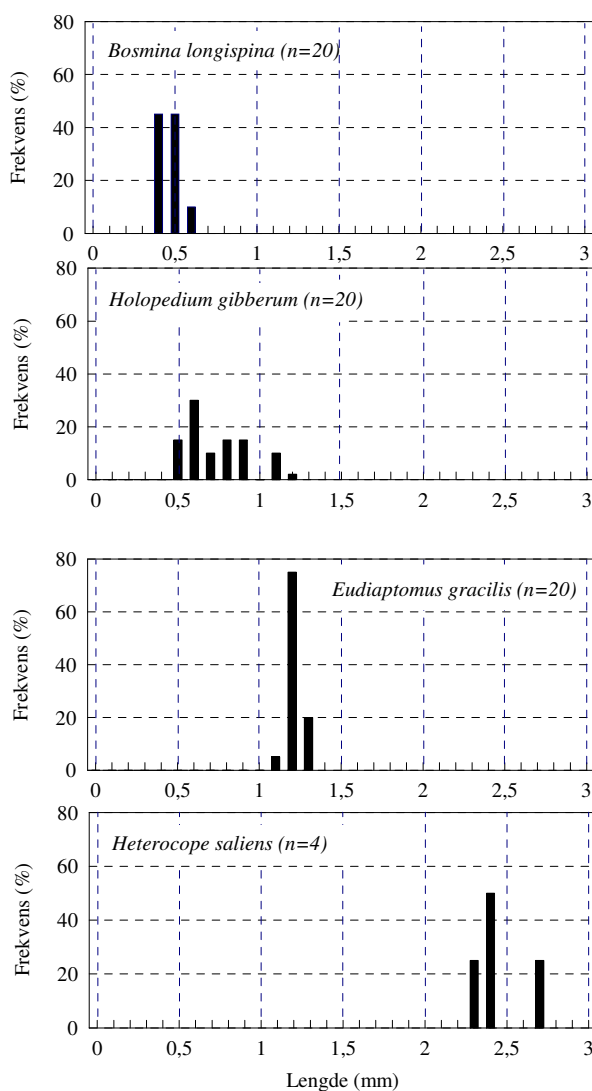 80
Bosmina longispina (n=20)
60
Frekvens (%)
40
20
0
0 0,5 1 1,5 2 2,5 3
80
Holopedium gibberum (n=20)
60
Frekvens (%)
40
20
0
0 0,5 1 1,5 2 2,5 3
80
Eudiaptomus gracilis (n=20)
60
Frekvens (%)
40
20
0
0 0,5 1 1,5 2 2,5 3
80
Heterocope saliens (n=4)
60
Frekvens (%)
40
20
0
0 0,5 1 1,5 2 2,5 3
Lengde (mm)